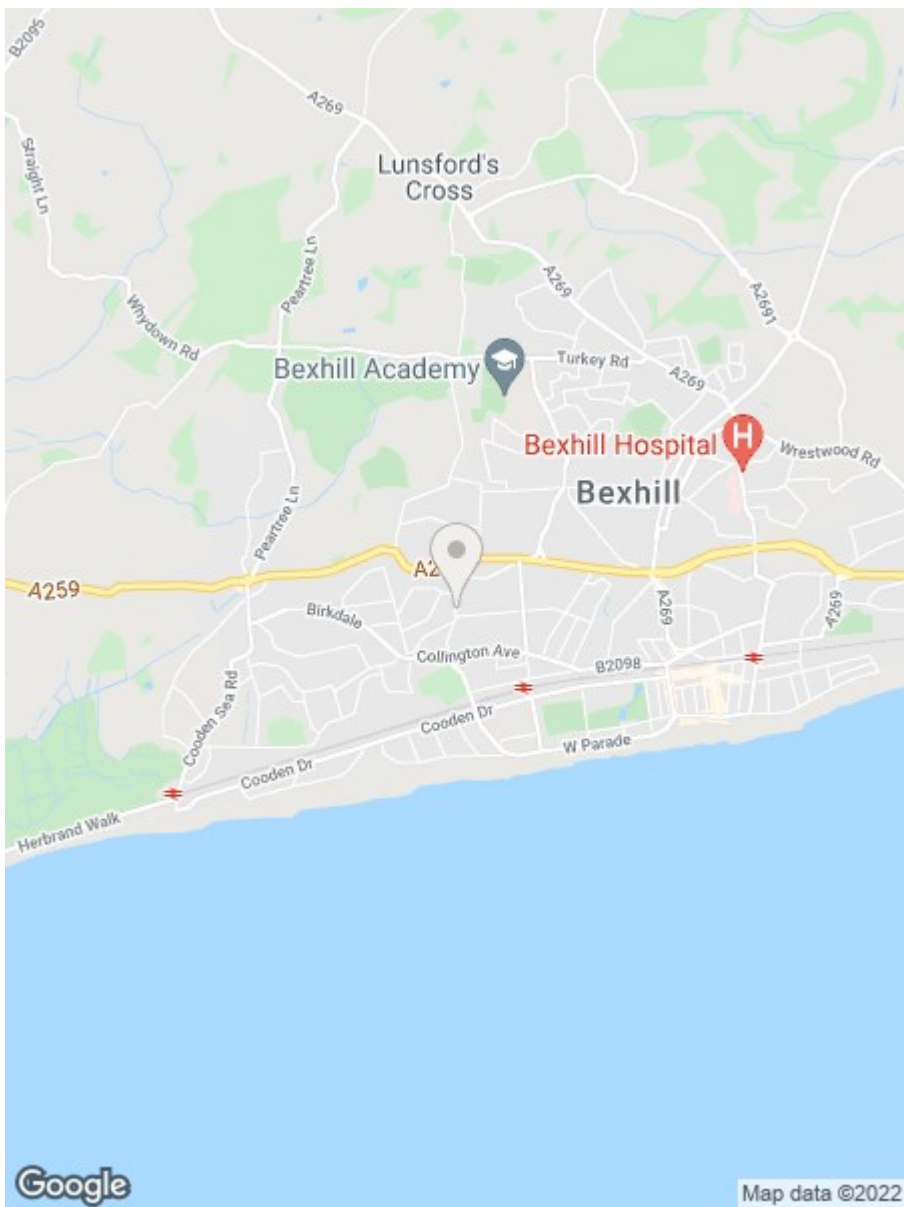 B2095
A269
Lunsford's
Cross
Straight Ln
Peartree Ln
A269
A2691
Whydown Rd
Turkey Rd
Bexhill Academy
A269
Bexhill Hospital
H
Wrestwood Rd
Bexhill
Peartree Ln
A2
A259
Birkdale
A269
A269
Collington Ave
B2098
Cooden Sea Rd
Cooden Dr
W Parade
Cooden Dr
Herbrand Walk
Google
Map data ©2022